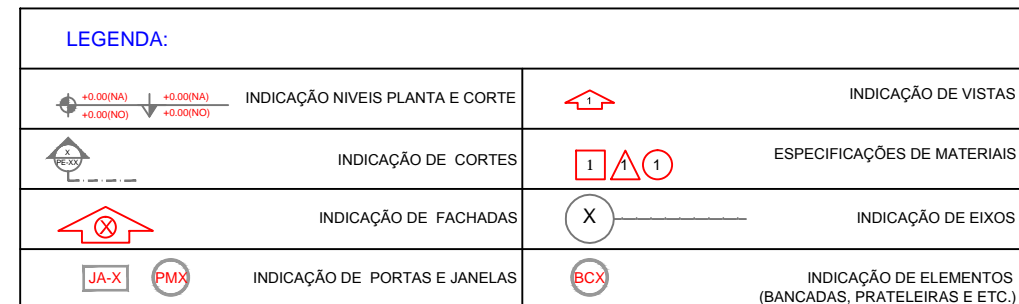 LEGENDA:
+0.00(NA) +0.00(NA) INDICAÇÃO NIVEIS PLANTA E CORTE
+0.00(NO) +0.00(NO)
1 INDICAÇÃO DE VISTAS
X
PE-XX
INDICAÇÃO DE CORTES
1 1 1 ESPECIFICAÇÕES DE MATERIAIS
X INDICAÇÃO DE FACHADAS
X INDICAÇÃO DE EIXOS
JA-X PMX INDICAÇÃO DE PORTAS E JANELAS
BCX INDICAÇÃO DE ELEMENTOS
(BANCADAS, PRATELEIRAS E ETC.)